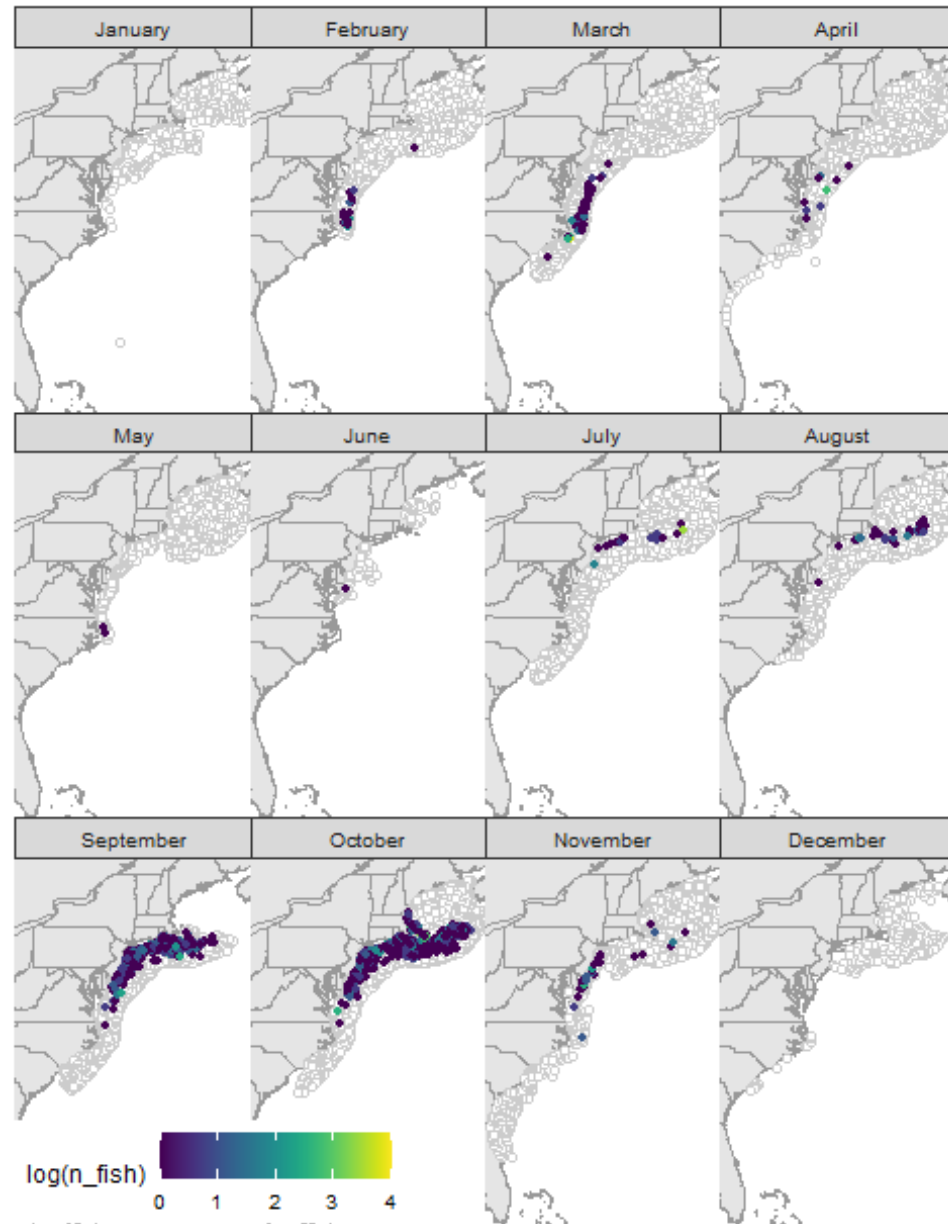 January February March April
May June July August
September October November December
log(n_fish)
0 1 2 3 4